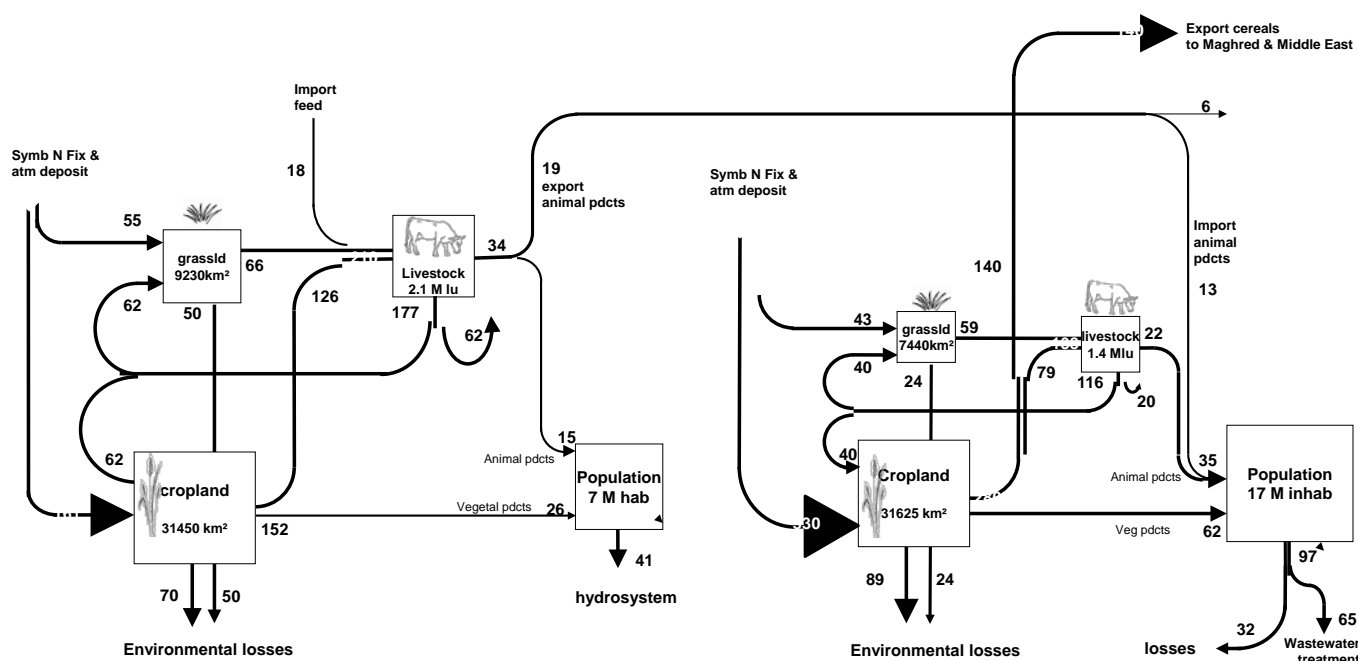 140
Export cereals
to Maghred & Middle East
Import
feed
18
6
Symb N Fix &
atm deposit
19
export
animal pdcts
Symb N Fix &
atm deposit
55
grassld
9230km²
66
62
50
126
210
Livestock
2.1 M lu
34
177
62
Import
animal
pdcts
13
140
43
grassld
7440km²
59
40
24
79
livestock
1.4 Mlu
22
116
20
62
cropland
31450 km²
152
15
Animal pdcts
Population
7 M hab
Vegetal pdcts
26
41
hydrosystem
70
50
Environmental losses
40
Cropland
31625 km²
330
35
Animal pdcts
Population
17 M inhab
Veg pdcts
62
89
24
97
Environmental losses
losses
32
65
Wastewater
treatment